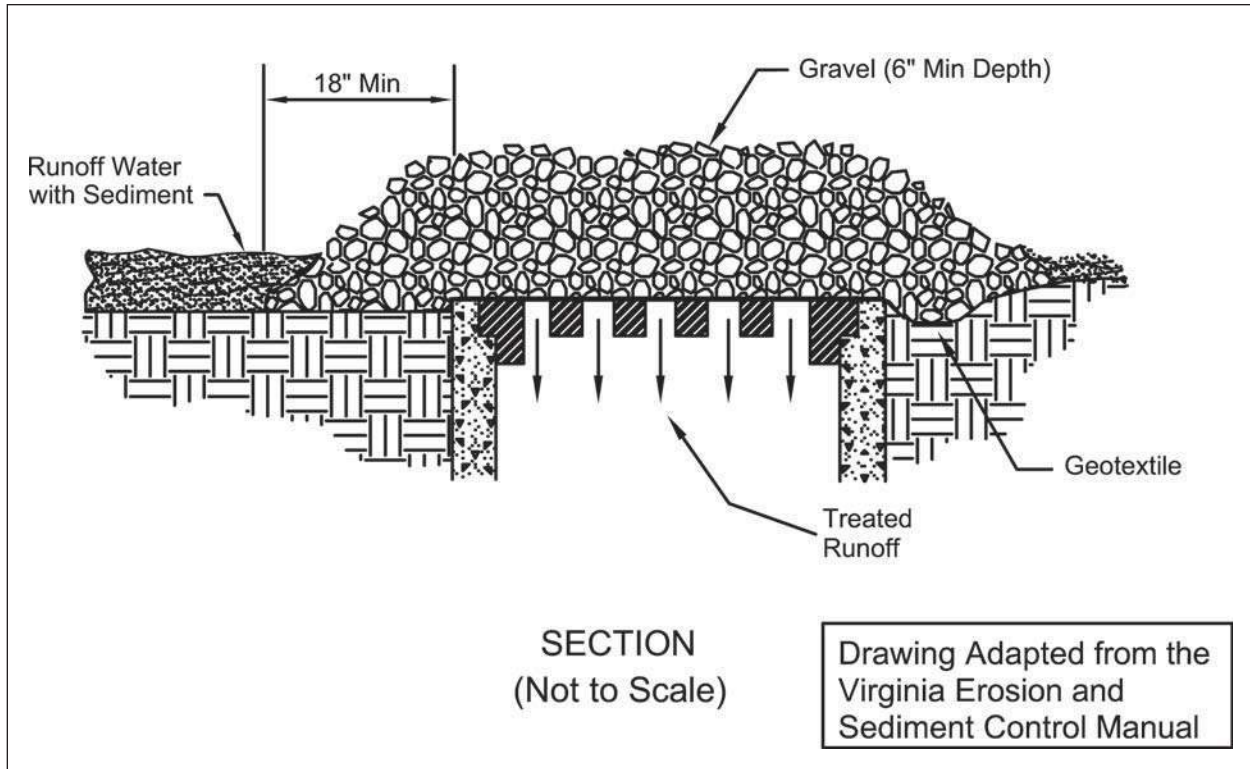 18" Min
Gravel (6" Min Depth)
Runoff Water
with Sediment
Geotextile
Treated
Runoff
SECTION
(Not to Scale)
Drawing Adapted from the
Virginia Erosion and
Sediment Control Manual